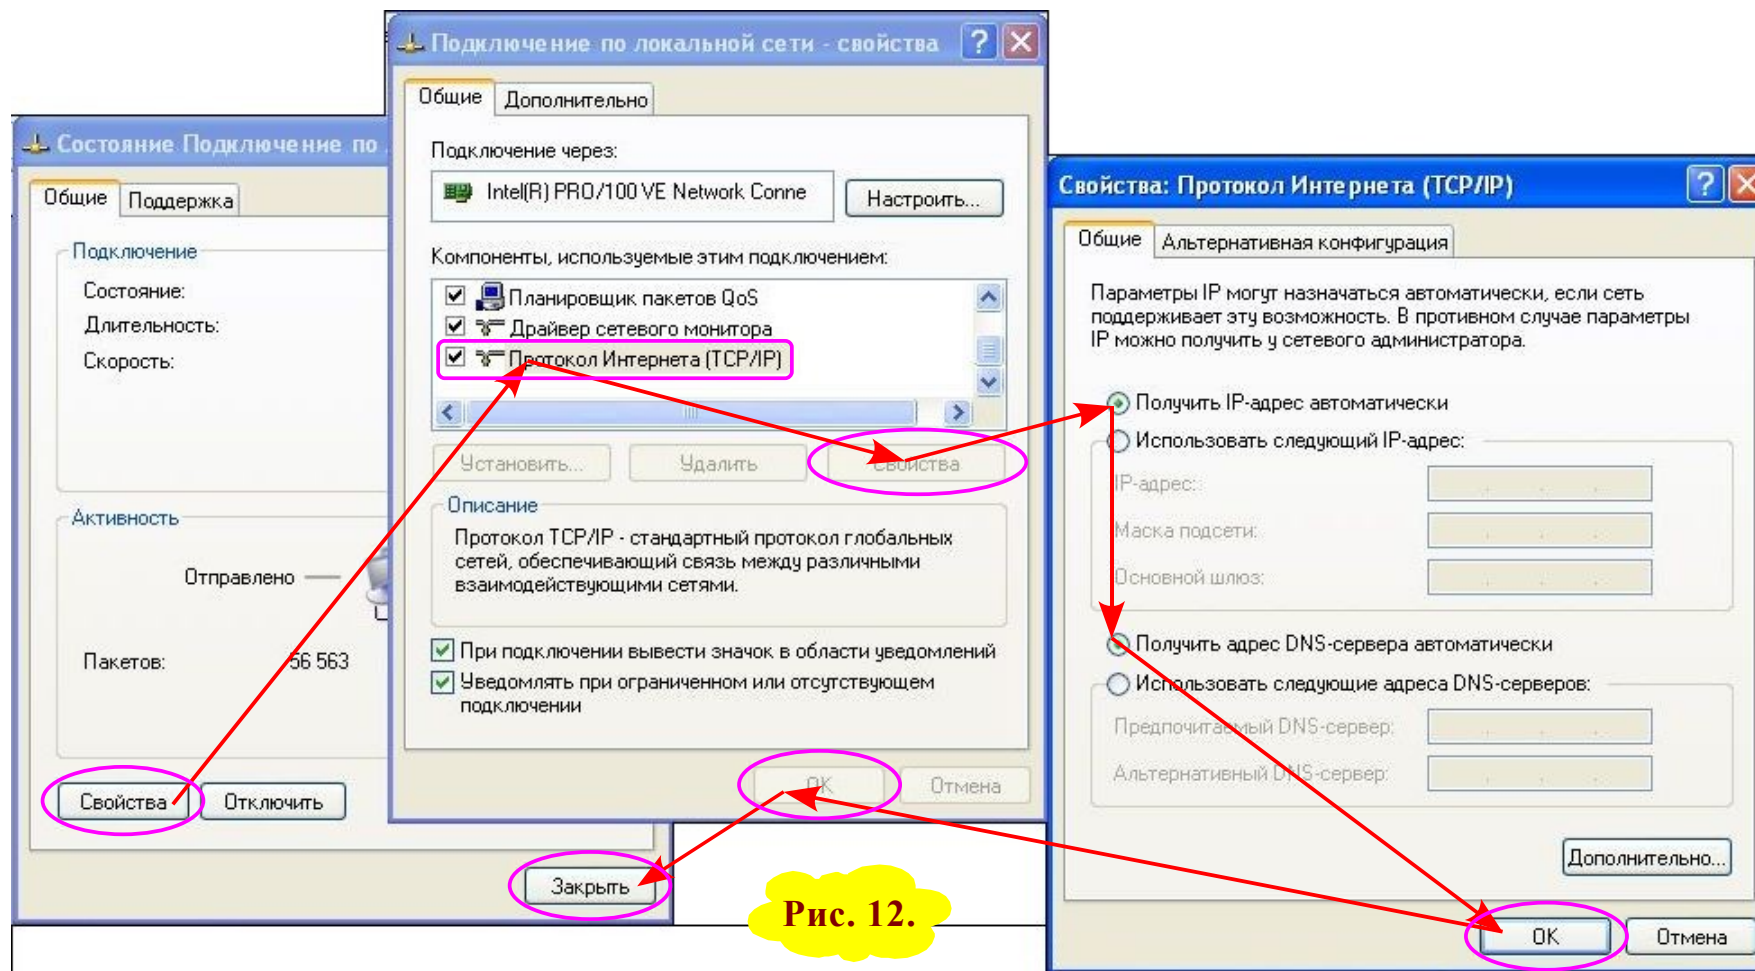 Состояние Подключение по
Общие
Поддержка
Подключение
Состояние:
Длительность:
Скорость:
Активность
Отправлено
Пакетов:
56 563
Свойства
Отключить
Закрыть
Подключение по локальной сети - свойства
Общие
Дополнительно
Подключение через:
Intel(R) PRO/100 VE Network Conne
Настроить...
Компоненты, используемые этим подключением:
Планировщик пакетов QoS
Драйвер сетевого монитора
Протокол Интернета (TCP/IP)
Установить...
Удалить
Свойства
Описание
Протокол TCP/IP - стандартный протокол глобальных
сетей, обеспечивающий связь между различными
взаимодействующими сетями.
При подключении вывести значок в области уведомлений
Уведомлять при ограниченном или отсутствующем
подключении
OK
Отмена
Свойства: Протокол Интернета (TCP/IP)
Общие
Альтернативная конфигурация
Параметры IP могут назначаться автоматически, если сеть
поддерживает эту возможность. В противном случае параметры
IP можно получить у сетевого администратора.
Получить IP-адрес автоматически
Использовать следующий IP-адрес:
IP-адрес:
Маска подсети:
Основной шлюз:
Получить адрес DNS-сервера автоматически
Использовать следующие адреса DNS-серверов:
Предпочитаемый DNS-сервер:
Альтернативный DNS-сервер:
Дополнительно...
OK
Отмена
Рис. 12.